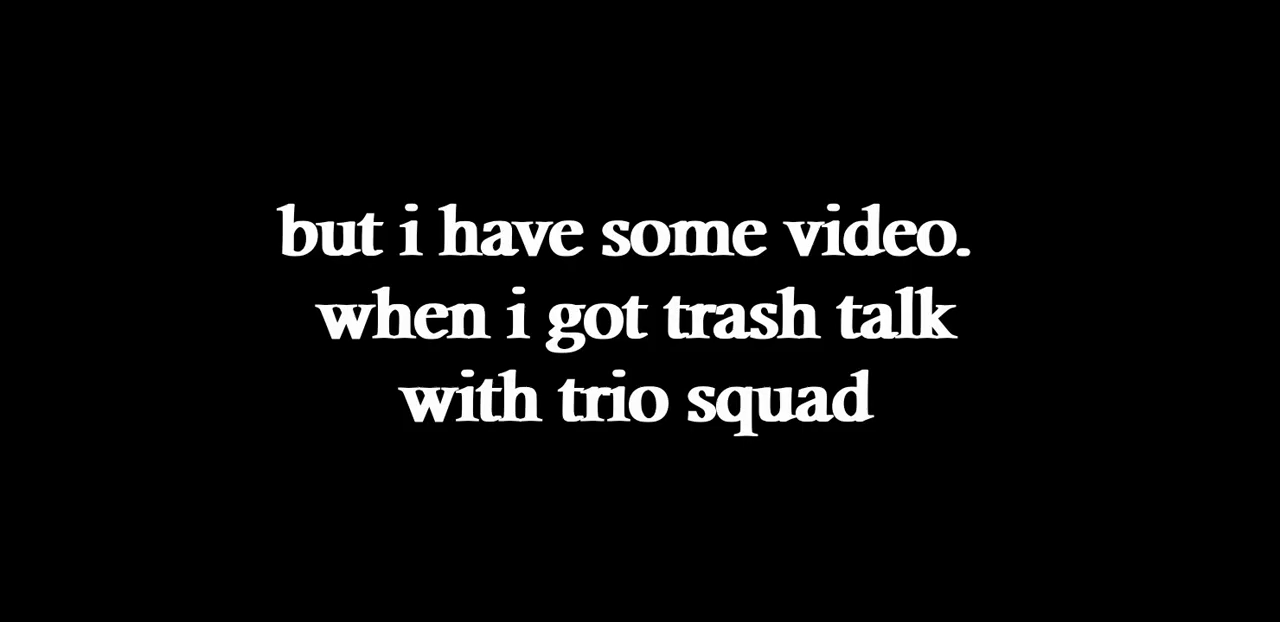 but i have some video.
when i got trash talk
with trio squad